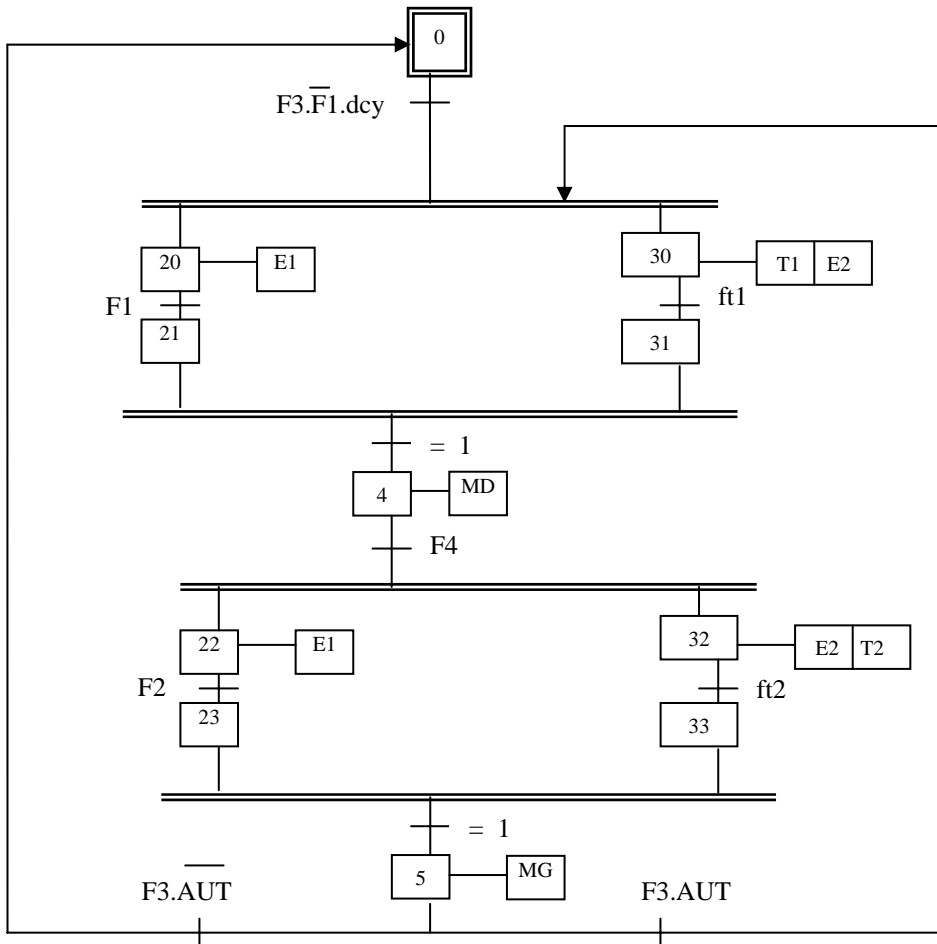 0
F3.F̅1.dcy
20
E1
30
T1 E2
F1
ft1
21
31
= 1
4
MD
F4
22
E1
32
E2 T2
F2
ft2
23
33
= 1
5
MG
F3.A̅U̅T̅
F3.AUT